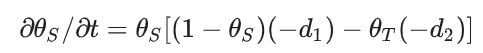 ∂θ_S/∂t = θ_S[(1 − θ_S)(−d_1) − θ_T(−d_2)]